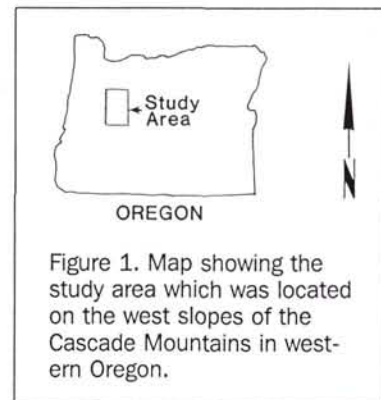 Study
Area
N
OREGON
Figure 1. Map showing the
study area which was located
on the west slopes of the
Cascade Mountains in west-
ern Oregon.